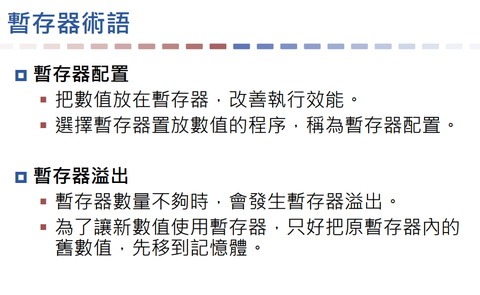 暫存器術語
暫存器配置
把數值放在暫存器，改善執行效能。
選擇暫存器置放數值的程序，稱為暫存器配置。
暫存器溢出
暫存器數量不夠時，會發生暫存器溢出。
為了讓新數值使用暫存器，只好把原暫存器內的
舊數值，先移到記憶體。